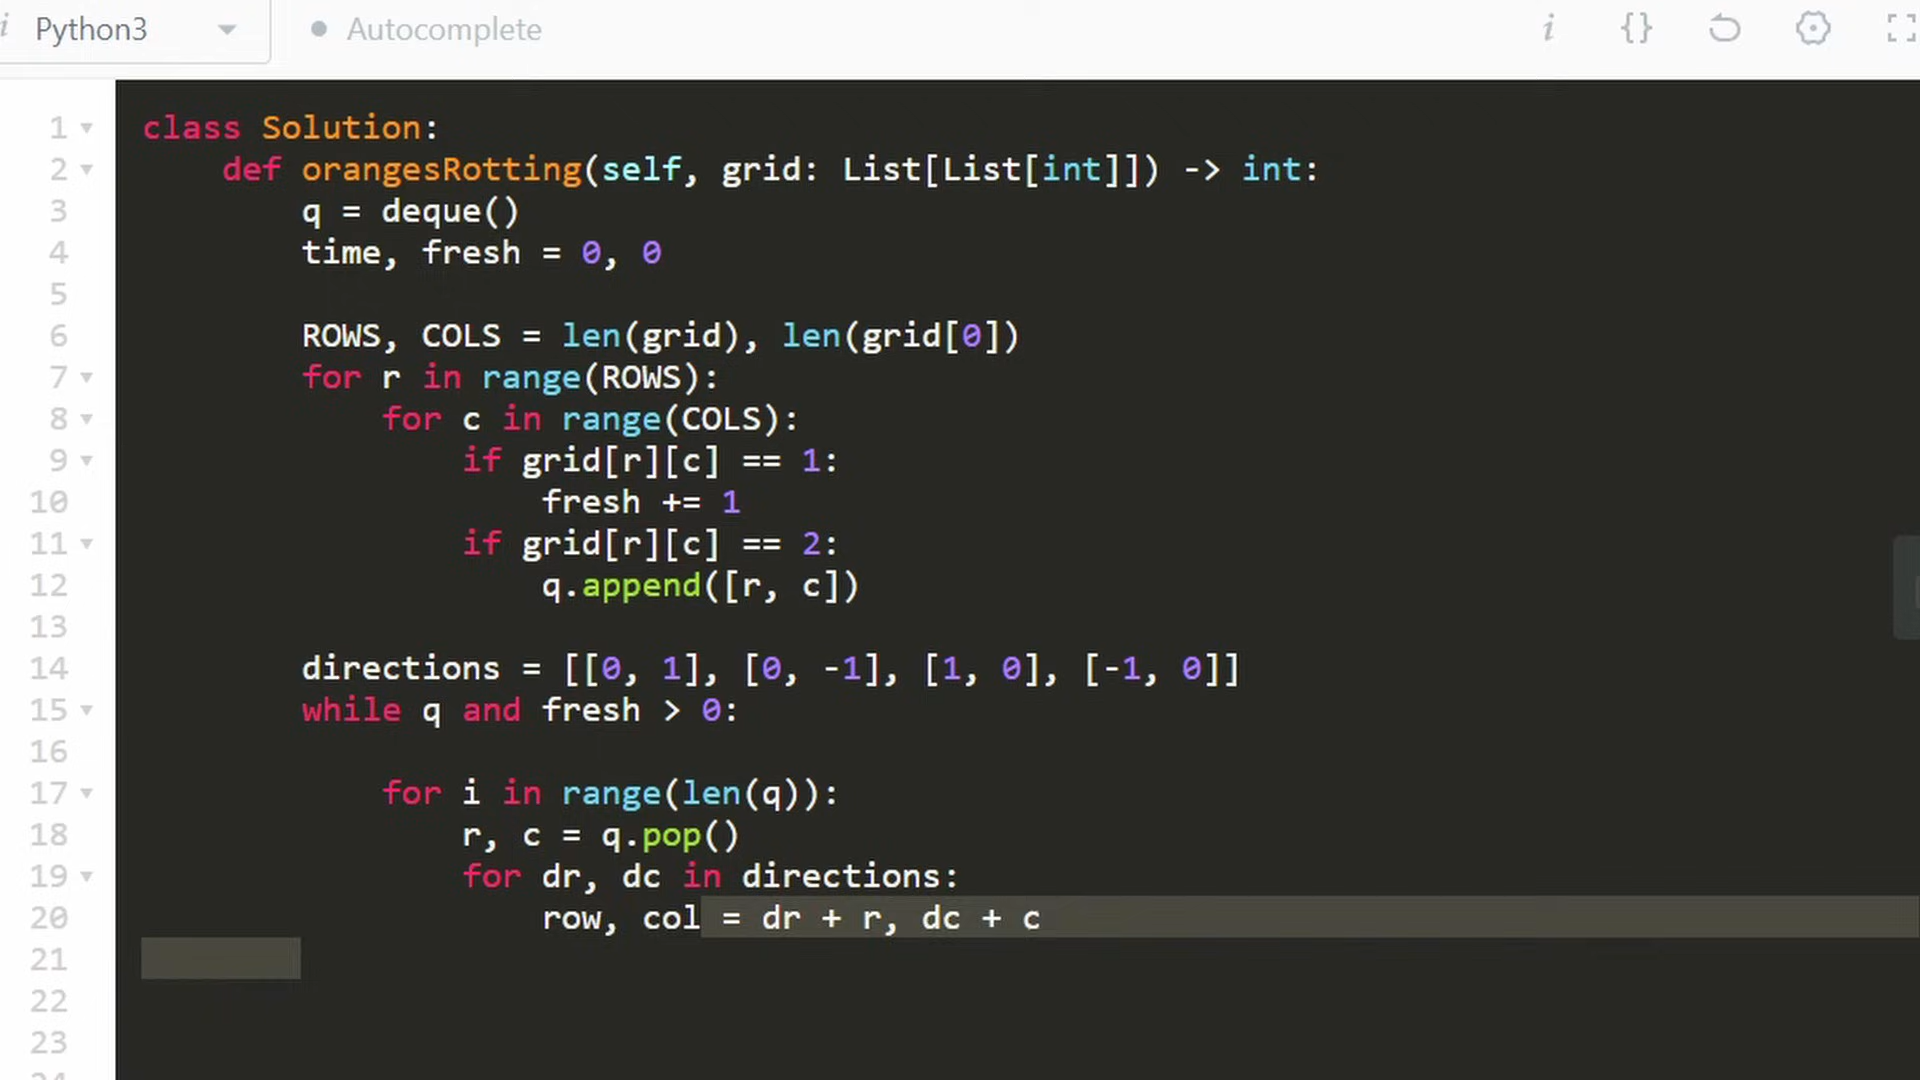 i Python3 Autocomplete i {}
1 class Solution:
2 def orangesRotting(self, grid: List[List[int]]) -> int:
3 q = deque()
4 time, fresh = 0, 0
5
6 ROWS, COLS = len(grid), len(grid[0])
7 for r in range(ROWS):
8 for c in range(COLS):
9 if grid[r][c] == 1:
10 fresh += 1
11 if grid[r][c] == 2:
12 q.append([r, c])
13
14 directions = [[0, 1], [0, -1], [1, 0], [-1, 0]]
15 while q and fresh > 0:
16
17 for i in range(len(q)):
18 r, c = q.pop()
19 for dr, dc in directions:
20 row, col = dr + r, dc + c
21
22
23